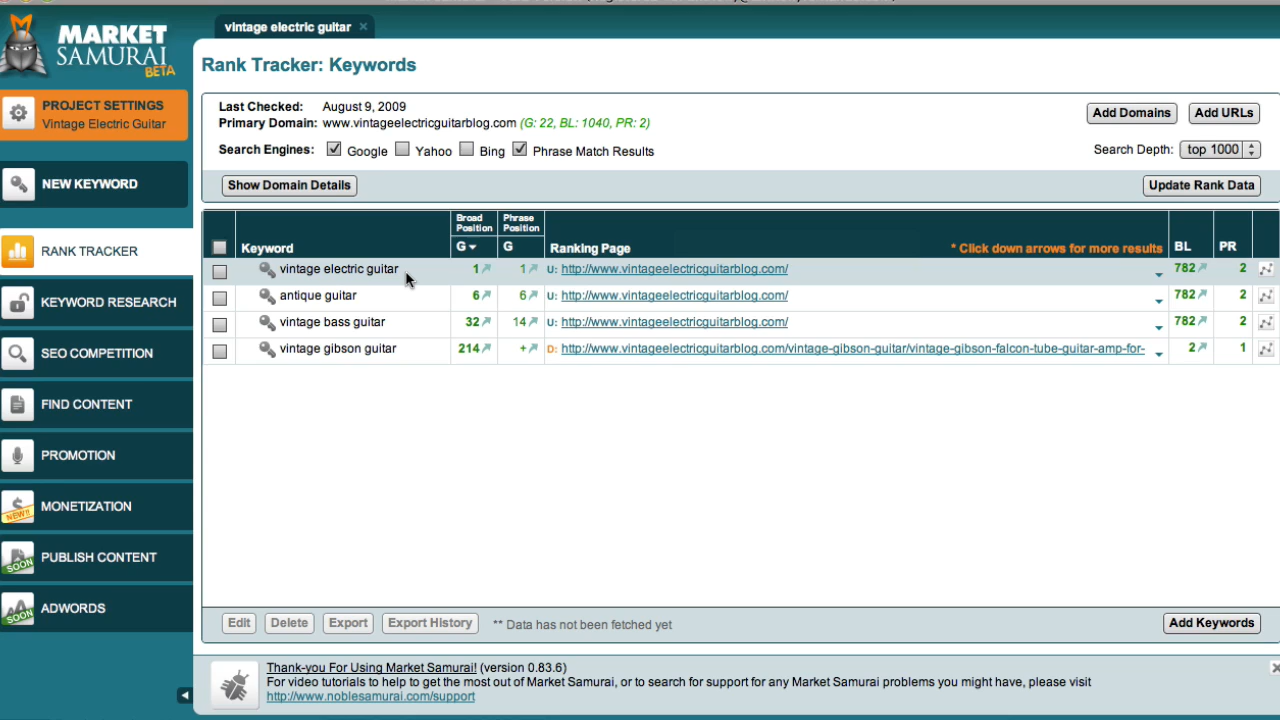 vintage electric guitar ×
MARKET
SAMURAI
BETA
Rank Tracker: Keywords
PROJECT SETTINGS
Vintage Electric Guitar
Last Checked: August 9, 2009
Primary Domain: www.vintageelectricguitarblog.com (G: 22, BL: 1040, PR: 2)
Add Domains Add URLs
Search Engines: Google Yahoo Bing Phrase Match Results
Search Depth: top 1000
NEW KEYWORD
Show Domain Details Update Rank Data
RANK TRACKER
Keyword Broad Position G Phrase Position G Ranking Page * Click down arrows for more results BL PR
vintage electric guitar 1 1 U: http://www.vintageelectricguitarblog.com/ 782 2
antique guitar 6 6 U: http://www.vintageelectricguitarblog.com/ 782 2
vintage bass guitar 32 14 U: http://www.vintageelectricguitarblog.com/ 782 2
vintage gibson guitar 214 + D: http://www.vintageelectricguitarblog.com/vintage-gibson-guitar/vintage-gibson-falcon-tube-guitar-amp-for- 2 1
KEYWORD RESEARCH
SEO COMPETITION
FIND CONTENT
PROMOTION
NEW!! MONETIZATION
SOON PUBLISH CONTENT
SOON ADWORDS
Edit Delete Export Export History ** Data has not been fetched yet Add Keywords
Thank-you For Using Market Samurai! (version 0.83.6)
For video tutorials to help to get the most out of Market Samurai, or to search for support for any Market Samurai problems you might have, please visit
http://www.noblesamurai.com/support